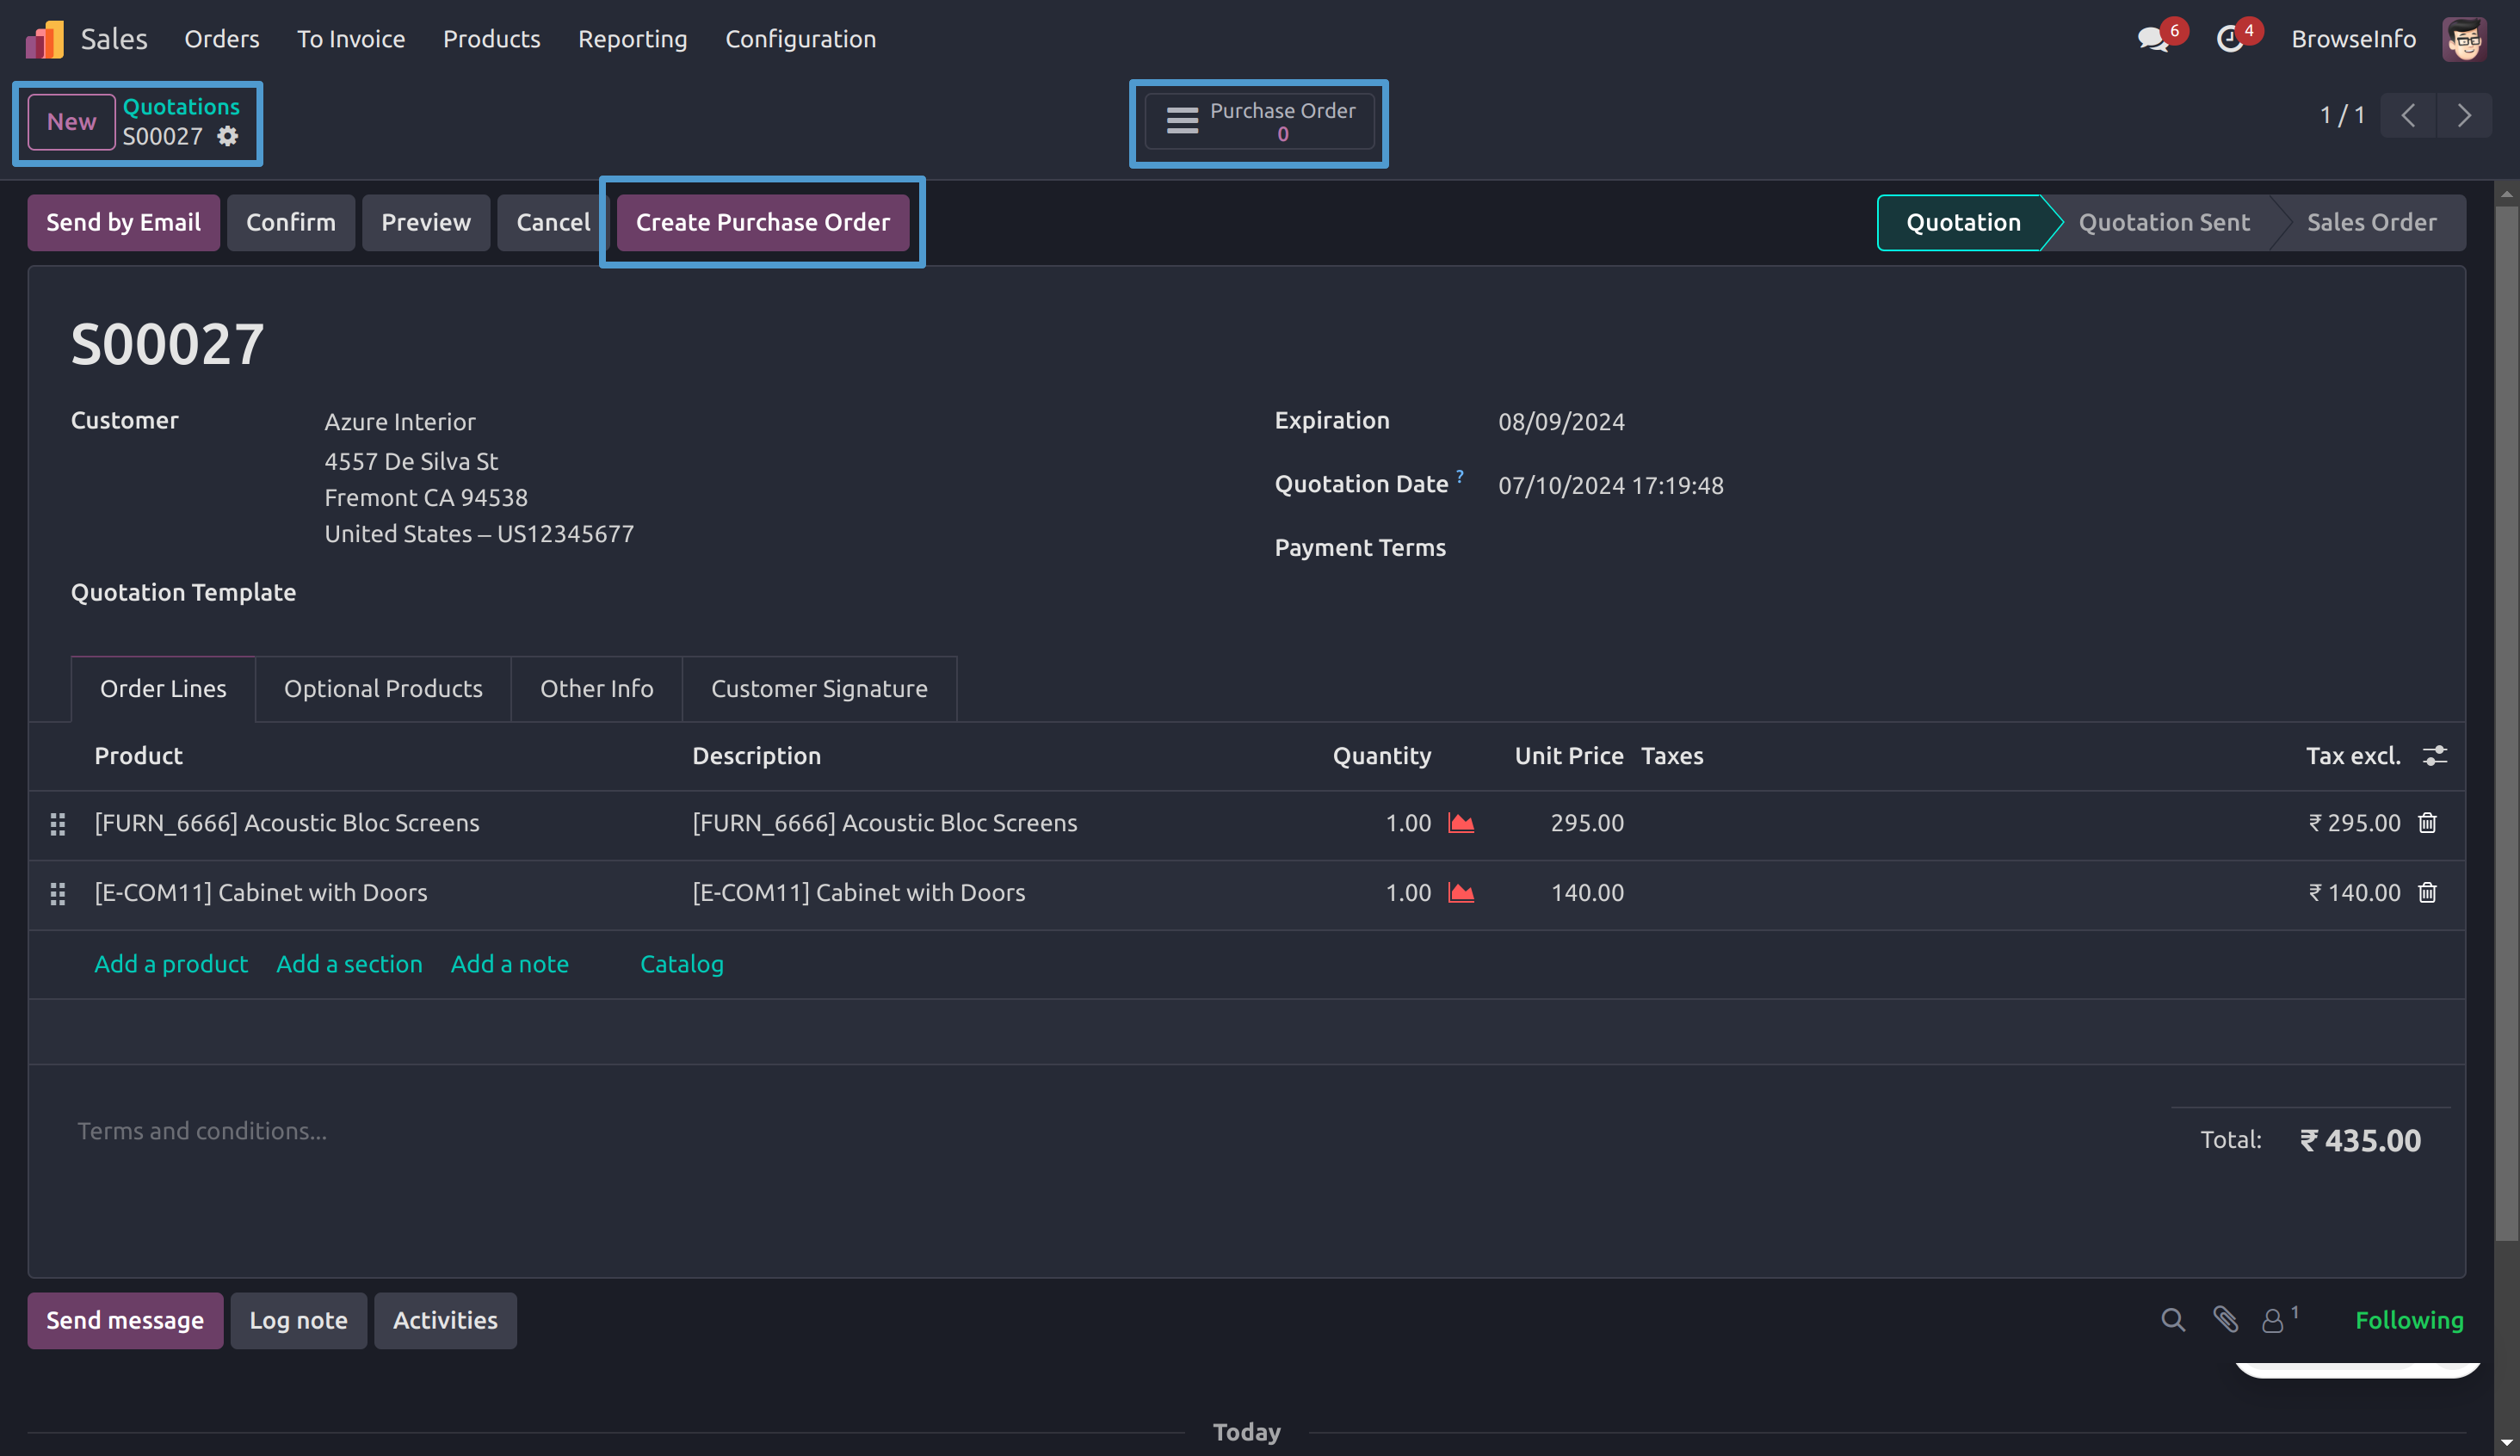 Sales Orders To Invoice Products Reporting Configuration 6 4 BrowseInfo
New Quotations
S00027
Purchase Order
0
1 / 1
Send by Email Confirm Preview Cancel Create Purchase Order Quotation Quotation Sent Sales Order
S00027
Customer Azure Interior
4557 De Silva St
Fremont CA 94538
United States – US12345677
Quotation Template
Expiration 08/09/2024
Quotation Date ? 07/10/2024 17:19:48
Payment Terms
Order Lines Optional Products Other Info Customer Signature
Product Description Quantity Unit Price Taxes Tax excl.
[FURN_6666] Acoustic Bloc Screens [FURN_6666] Acoustic Bloc Screens 1.00 295.00 ₹ 295.00
[E-COM11] Cabinet with Doors [E-COM11] Cabinet with Doors 1.00 140.00 ₹ 140.00
Add a product Add a section Add a note Catalog
Terms and conditions...
Total: ₹ 435.00
Send message Log note Activities 1 Following
Today